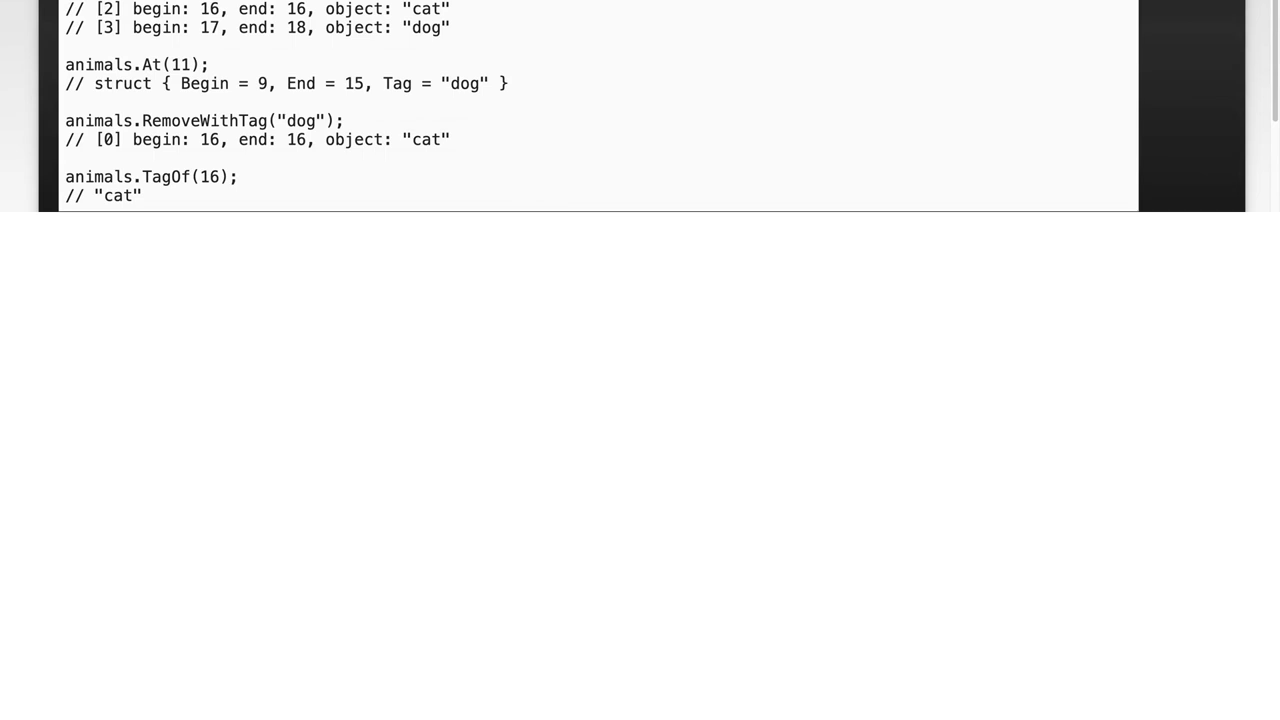 // [2] begin: 16, end: 16, object: "cat"
// [3] begin: 17, end: 18, object: "dog"
animals.At(11);
// struct { Begin = 9, End = 15, Tag = "dog" }
animals.RemoveWithTag("dog");
// [0] begin: 16, end: 16, object: "cat"
animals.TagOf(16);
// "cat"